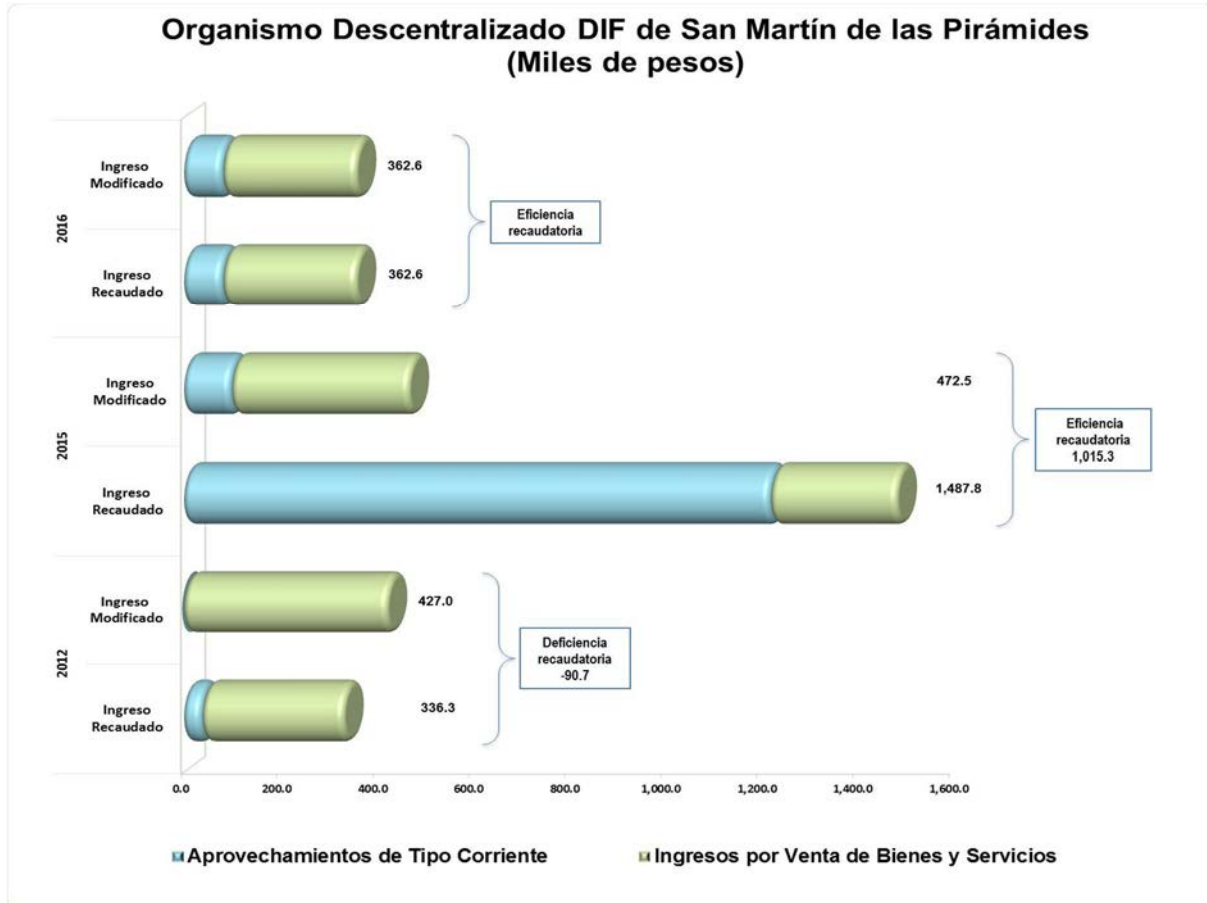 Organismo Descentralizado DIF de San Martín de las Pirámides
(Miles de pesos)
2016
Ingreso
Modificado
362.6
Ingreso
Recaudado
362.6
Eficiencia
recaudatoria
2015
Ingreso
Modificado
472.5
Ingreso
Recaudado
1,487.8
Eficiencia
recaudatoria
1,015.3
2012
Ingreso
Modificado
427.0
Ingreso
Recaudado
336.3
Deficiencia
recaudatoria
-90.7
0.0 200.0 400.0 600.0 800.0 1,000.0 1,200.0 1,400.0 1,600.0
Aprovechamientos de Tipo Corriente
Ingresos por Venta de Bienes y Servicios